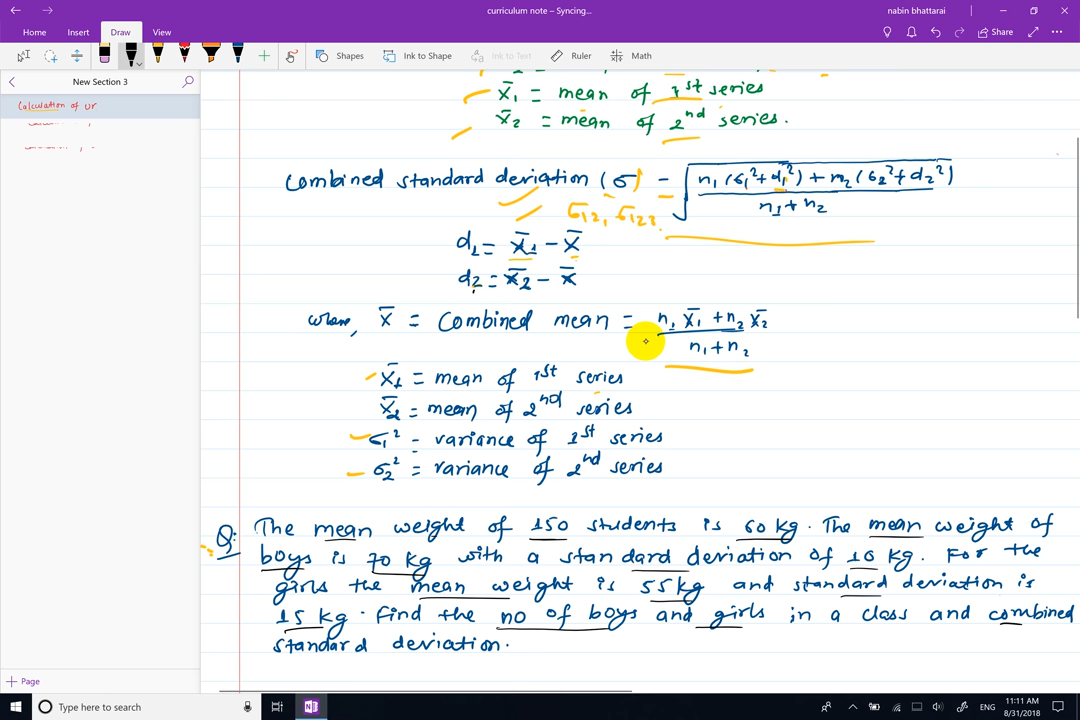 curriculum note - Syncing...
nabin bhattarai
Home Insert Draw View
Share
Shapes Ink to Shape Ink to Text Ruler Math
New Section 3
Calculation of ur
x̄₁ = mean of 1st series
x̄₂ = mean of 2nd series.
Combined standard deviation (σ) = √(n₁(σ₁²+d₁²)+n₂(σ₂²+d₂²) / n₁+n₂)
σ₁₂, σ₁₂₃.
d₁ = x̄₁ − x̄
d₂ = x̄₂ − x̄
where, x̄ = Combined mean = n₁x̄₁+n₂x̄₂ / n₁+n₂
x̄₁ = mean of 1st series
x̄₂ = mean of 2nd series
σ₁² = variance of 1st series
σ₂² = variance of 2nd series
Q: The mean weight of 150 students is 60 kg. The mean weight of
boys is 70 kg with a standard deviation of 10 kg. For the
girls the mean weight is 55 kg and standard deviation is
15 kg. Find the no of boys and girls in a class and combined
standard deviation.
Page
Type here to search
ENG
11:11 AM
8/31/2018